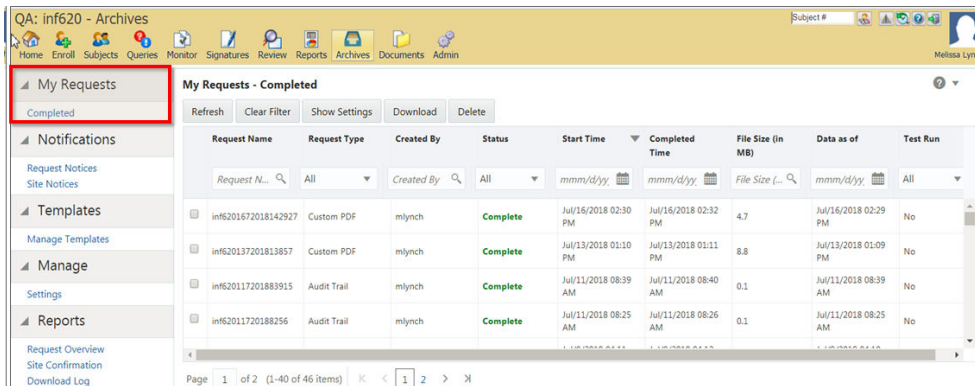 QA: inf620 - Archives
Subject #
Home Enroll Subjects Queries Monitor Signatures Review Reports Archives Documents Admin
Melissa Lyn
My Requests
Completed
Notifications
Request Notices
Site Notices
Templates
Manage Templates
Manage
Settings
Reports
Request Overview
Site Confirmation
Download Log
My Requests - Completed
Refresh Clear Filter Show Settings Download Delete
Request Name Request Type Created By Status Start Time Completed Time File Size (in MB) Data as of Test Run
Request N... All Created By All mmm/d/yy mmm/d/yy File Size (... mmm/d/yy All
inf6201672018142927 Custom PDF mlynch Complete Jul/16/2018 02:30 PM Jul/16/2018 02:32 PM 4.7 Jul/16/2018 02:29 PM No
inf620137201813857 Custom PDF mlynch Complete Jul/13/2018 01:10 PM Jul/13/2018 01:11 PM 8.8 Jul/13/2018 01:09 PM No
inf620117201883915 Audit Trail mlynch Complete Jul/11/2018 08:39 AM Jul/11/2018 08:40 AM 0.1 Jul/11/2018 08:39 AM No
inf62011720188256 Audit Trail mlynch Complete Jul/11/2018 08:25 AM Jul/11/2018 08:26 AM 0.1 Jul/11/2018 08:25 AM No
Page 1 of 2 (1-40 of 46 items) 1 2